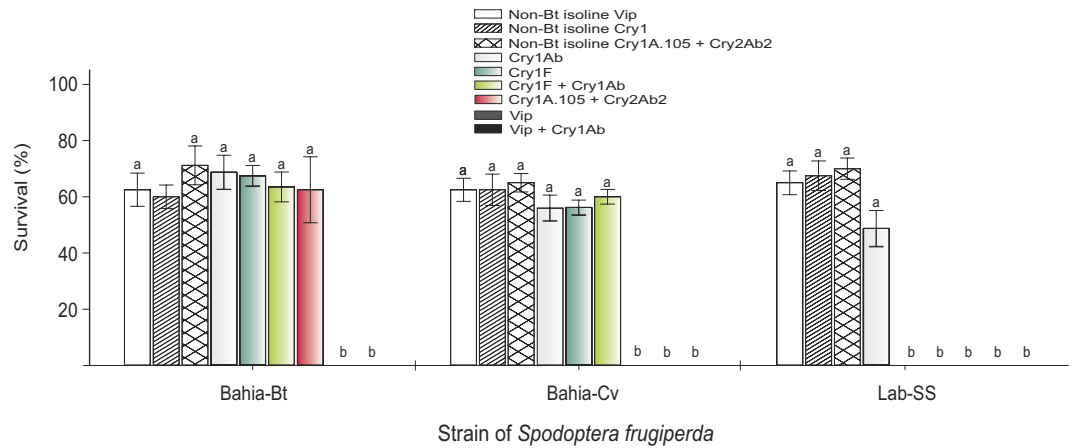 Non-Bt isoline Vip
Non-Bt isoline Cry1
Non-Bt isoline Cry1A.105 + Cry2Ab2
Cry1Ab
Cry1F
Cry1F + Cry1Ab
Cry1A.105 + Cry2Ab2
Vip
Vip + Cry1Ab
Survival (%)
100
80
60
40
20
a a a a a a b b
a a a a a a b b b
a a a a b b b b b
Bahia-Bt Bahia-Cv Lab-SS
Strain of Spodoptera frugiperda